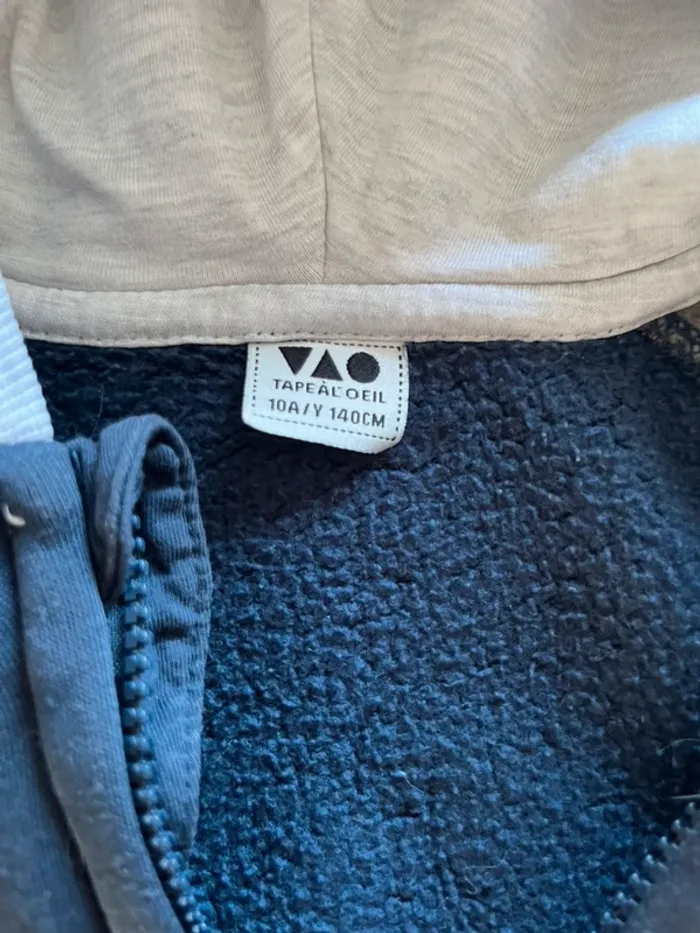 TAPE À L'OEIL
10A/Y 140CM